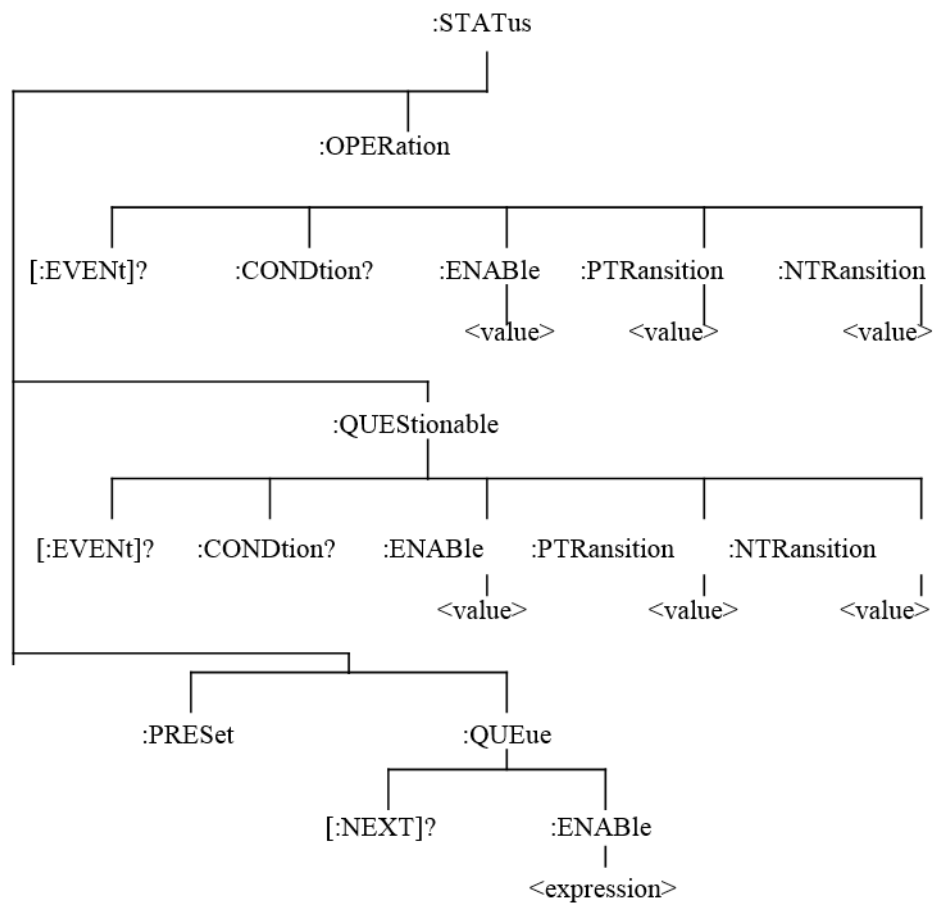 :STATus
:OPERation
[:EVENt]? :CONDtion? :ENABle :PTRansition :NTRansition
<value> <value> <value>
:QUEStionable
[:EVENt]? :CONDtion? :ENABle :PTRansition :NTRansition
<value> <value> <value>
:PRESet :QUEue
[:NEXT]? :ENABle
<expression>